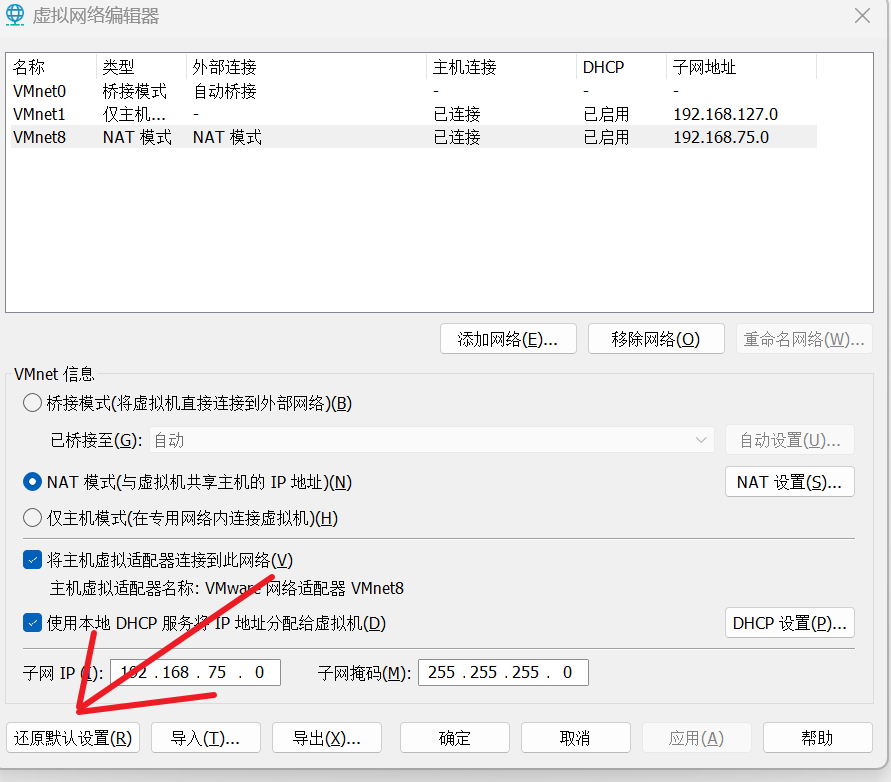 虚拟网络编辑器
名称 类型 外部连接 主机连接 DHCP 子网地址
VMnet0 桥接模式 自动桥接 - - -
VMnet1 仅主机... - 已连接 已启用 192.168.127.0
VMnet8 NAT 模式 NAT 模式 已连接 已启用 192.168.75.0
添加网络(E)... 移除网络(O) 重命名网络(W)...
VMnet 信息
桥接模式(将虚拟机直接连接到外部网络)(B)
已桥接至(G): 自动 自动设置(U)...
NAT 模式(与虚拟机共享主机的 IP 地址)(N) NAT 设置(S)...
仅主机模式(在专用网络内连接虚拟机)(H)
将主机虚拟适配器连接到此网络(V)
主机虚拟适配器名称: VMware 网络适配器 VMnet8
使用本地 DHCP 服务将 IP 地址分配给虚拟机(D) DHCP 设置(P)...
子网 IP (I): 192 . 168 . 75 . 0 子网掩码(M): 255 . 255 . 255 . 0
还原默认设置(R) 导入(T)... 导出(X)... 确定 取消 应用(A) 帮助